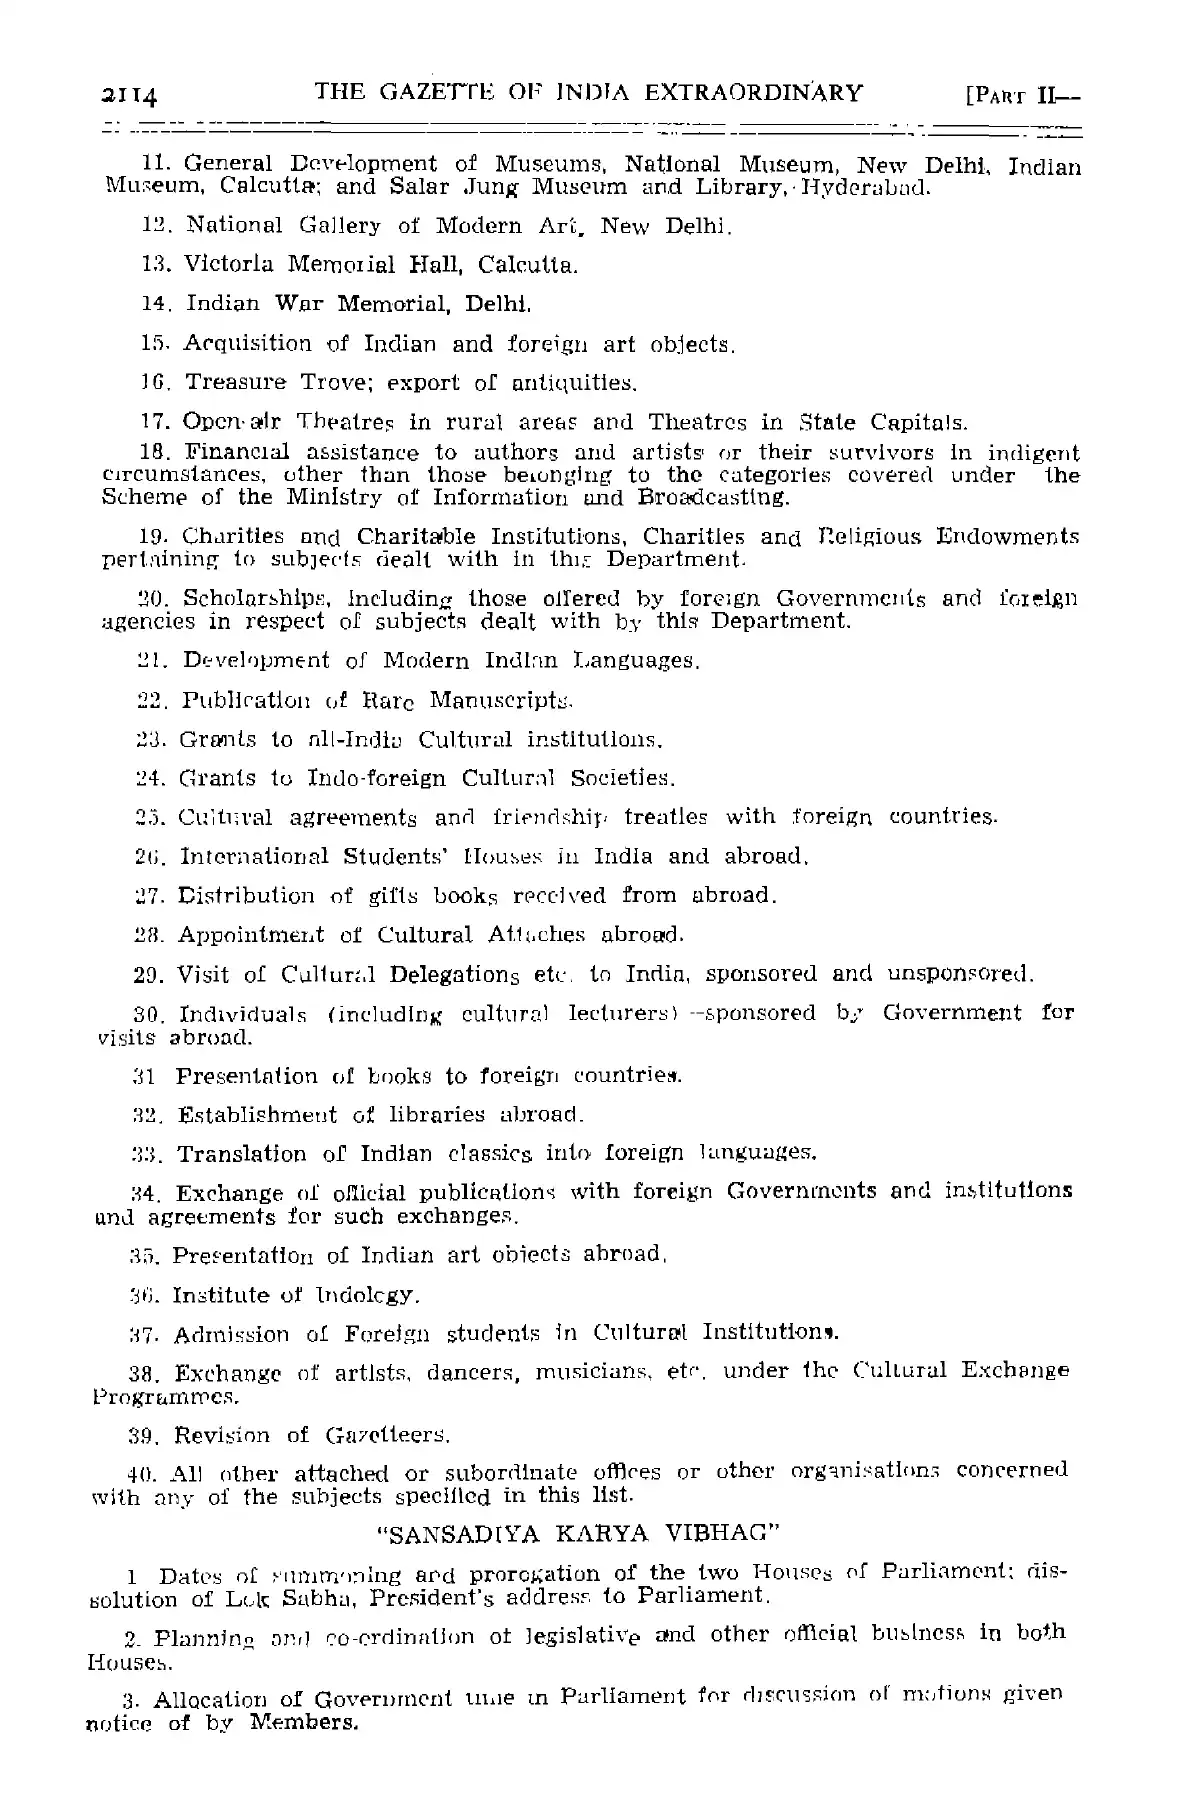 2114 THE GAZETTE OF INDIA EXTRAORDINARY [PART II—
11. General Development of Museums, National Museum, New Delhi, Indian
Museum, Calcutta; and Salar Jung Museum and Library, Hyderabad.
12. National Gallery of Modern Art, New Delhi.
13. Victoria Memorial Hall, Calcutta.
14. Indian War Memorial, Delhi.
15. Acquisition of Indian and foreign art objects.
16. Treasure Trove; export of antiquities.
17. Open-air Theatres in rural areas and Theatres in State Capitals.
18. Financial assistance to authors and artists or their survivors in indigent
circumstances, other than those belonging to the categories covered under the
Scheme of the Ministry of Information and Broadcasting.
19. Charities and Charitable Institutions, Charities and Religious Endowments
pertaining to subjects dealt with in this Department.
20. Scholarships, including those offered by foreign Governments and foreign
agencies in respect of subjects dealt with by this Department.
21. Development of Modern Indian Languages.
22. Publication of Rare Manuscripts.
23. Grants to all-India Cultural institutions.
24. Grants to Indo-foreign Cultural Societies.
25. Cultural agreements and friendship treaties with foreign countries.
26. International Students' Houses in India and abroad.
27. Distribution of gifts books received from abroad.
28. Appointment of Cultural Attaches abroad.
29. Visit of Cultural Delegations etc. to India, sponsored and unsponsored.
30. Individuals (including cultural lecturers)—sponsored by Government for
visits abroad.
31 Presentation of books to foreign countries.
32. Establishment of libraries abroad.
33. Translation of Indian classics into foreign languages.
34. Exchange of official publications with foreign Governments and institutions
and agreements for such exchanges.
35. Presentation of Indian art objects abroad.
36. Institute of Indology.
37. Admission of Foreign students in Cultural Institutions.
38. Exchange of artists, dancers, musicians, etc. under the Cultural Exchange
Programmes.
39. Revision of Gazetteers.
40. All other attached or subordinate offices or other organisations concerned
with any of the subjects specified in this list.
"SANSADIYA KARYA VIBHAG"
1 Dates of summoning and prorogation of the two Houses of Parliament; dis-
solution of Lok Sabha, President's address to Parliament.
2. Planning and co-ordination of legislative and other official business in both
Houses.
3. Allocation of Government time in Parliament for discussion of motions given
notice of by Members.